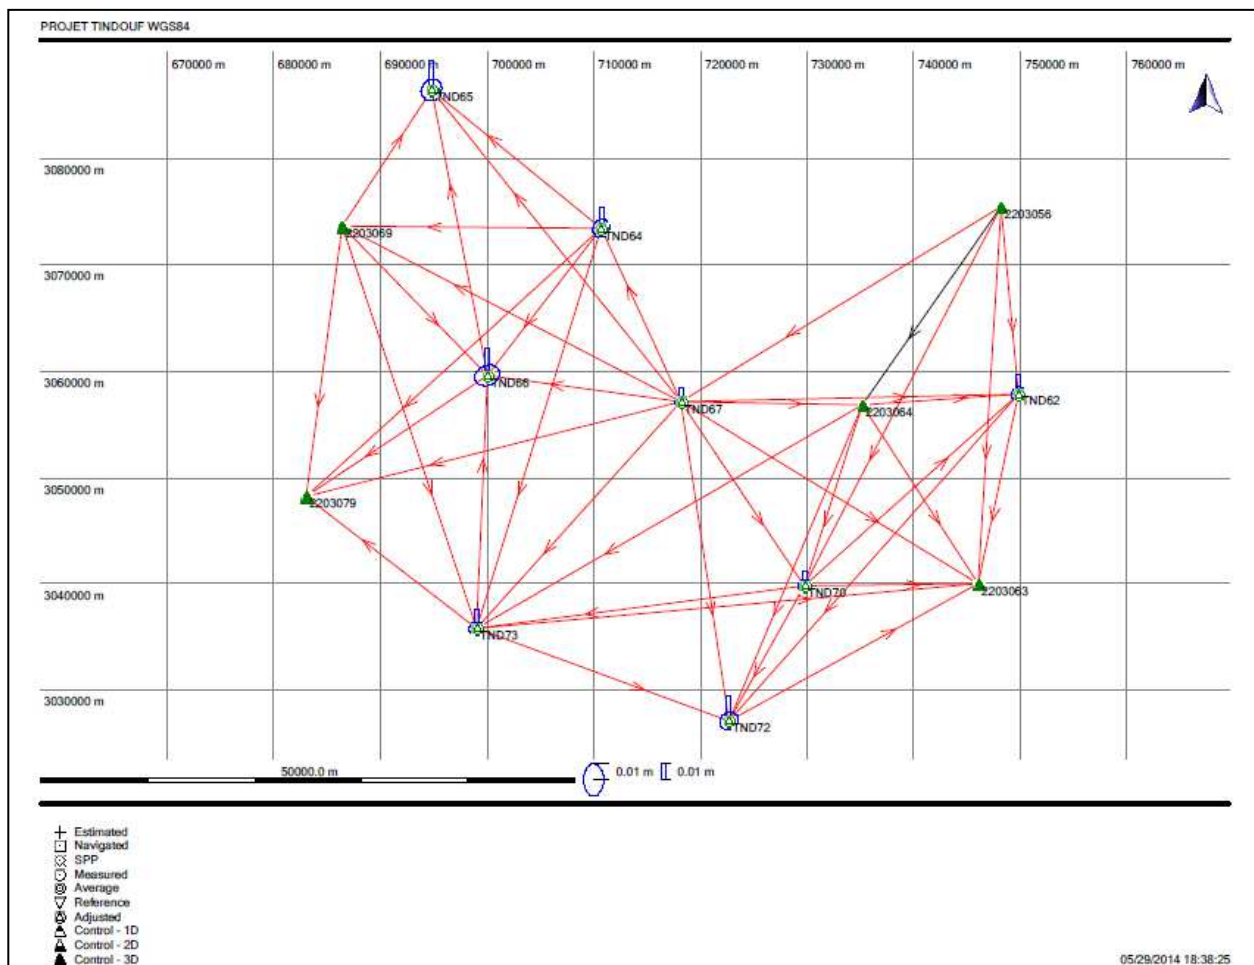 PROJET TINDOUF WGS84
670000 m 680000 m 690000 m 700000 m 710000 m 720000 m 730000 m 740000 m 750000 m 760000 m
TND65
3080000 m
2203056
2203069
TND64
3070000 m
3060000 m
TND66
TND62
TND67
2203064
3050000 m
2203079
3040000 m
TND70
2203063
TND73
3030000 m
TND72
50000.0 m 0.01 m 0.01 m
Estimated
Navigated
SPP
Measured
Average
Reference
Adjusted
Control - 1D
Control - 2D
Control - 3D
05/29/2014 18:38:25